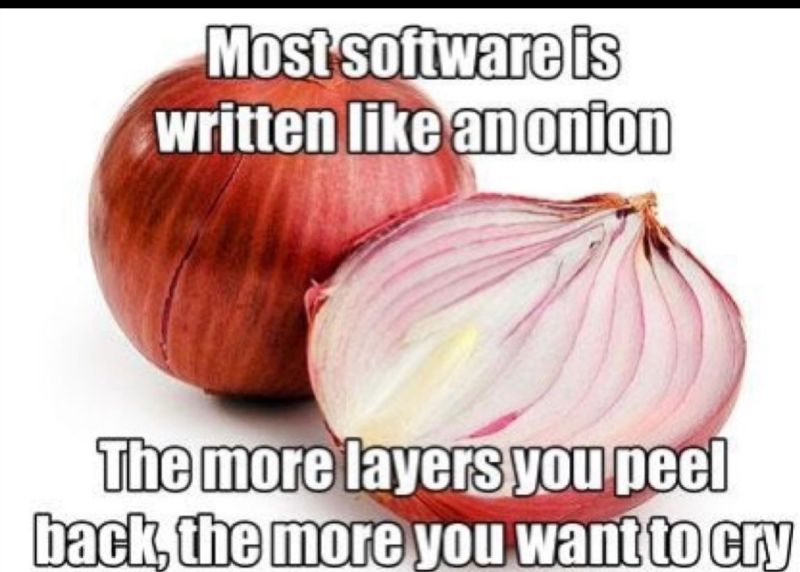 Most software is
written like an onion
The more layers you peel
back, the more you want to cry